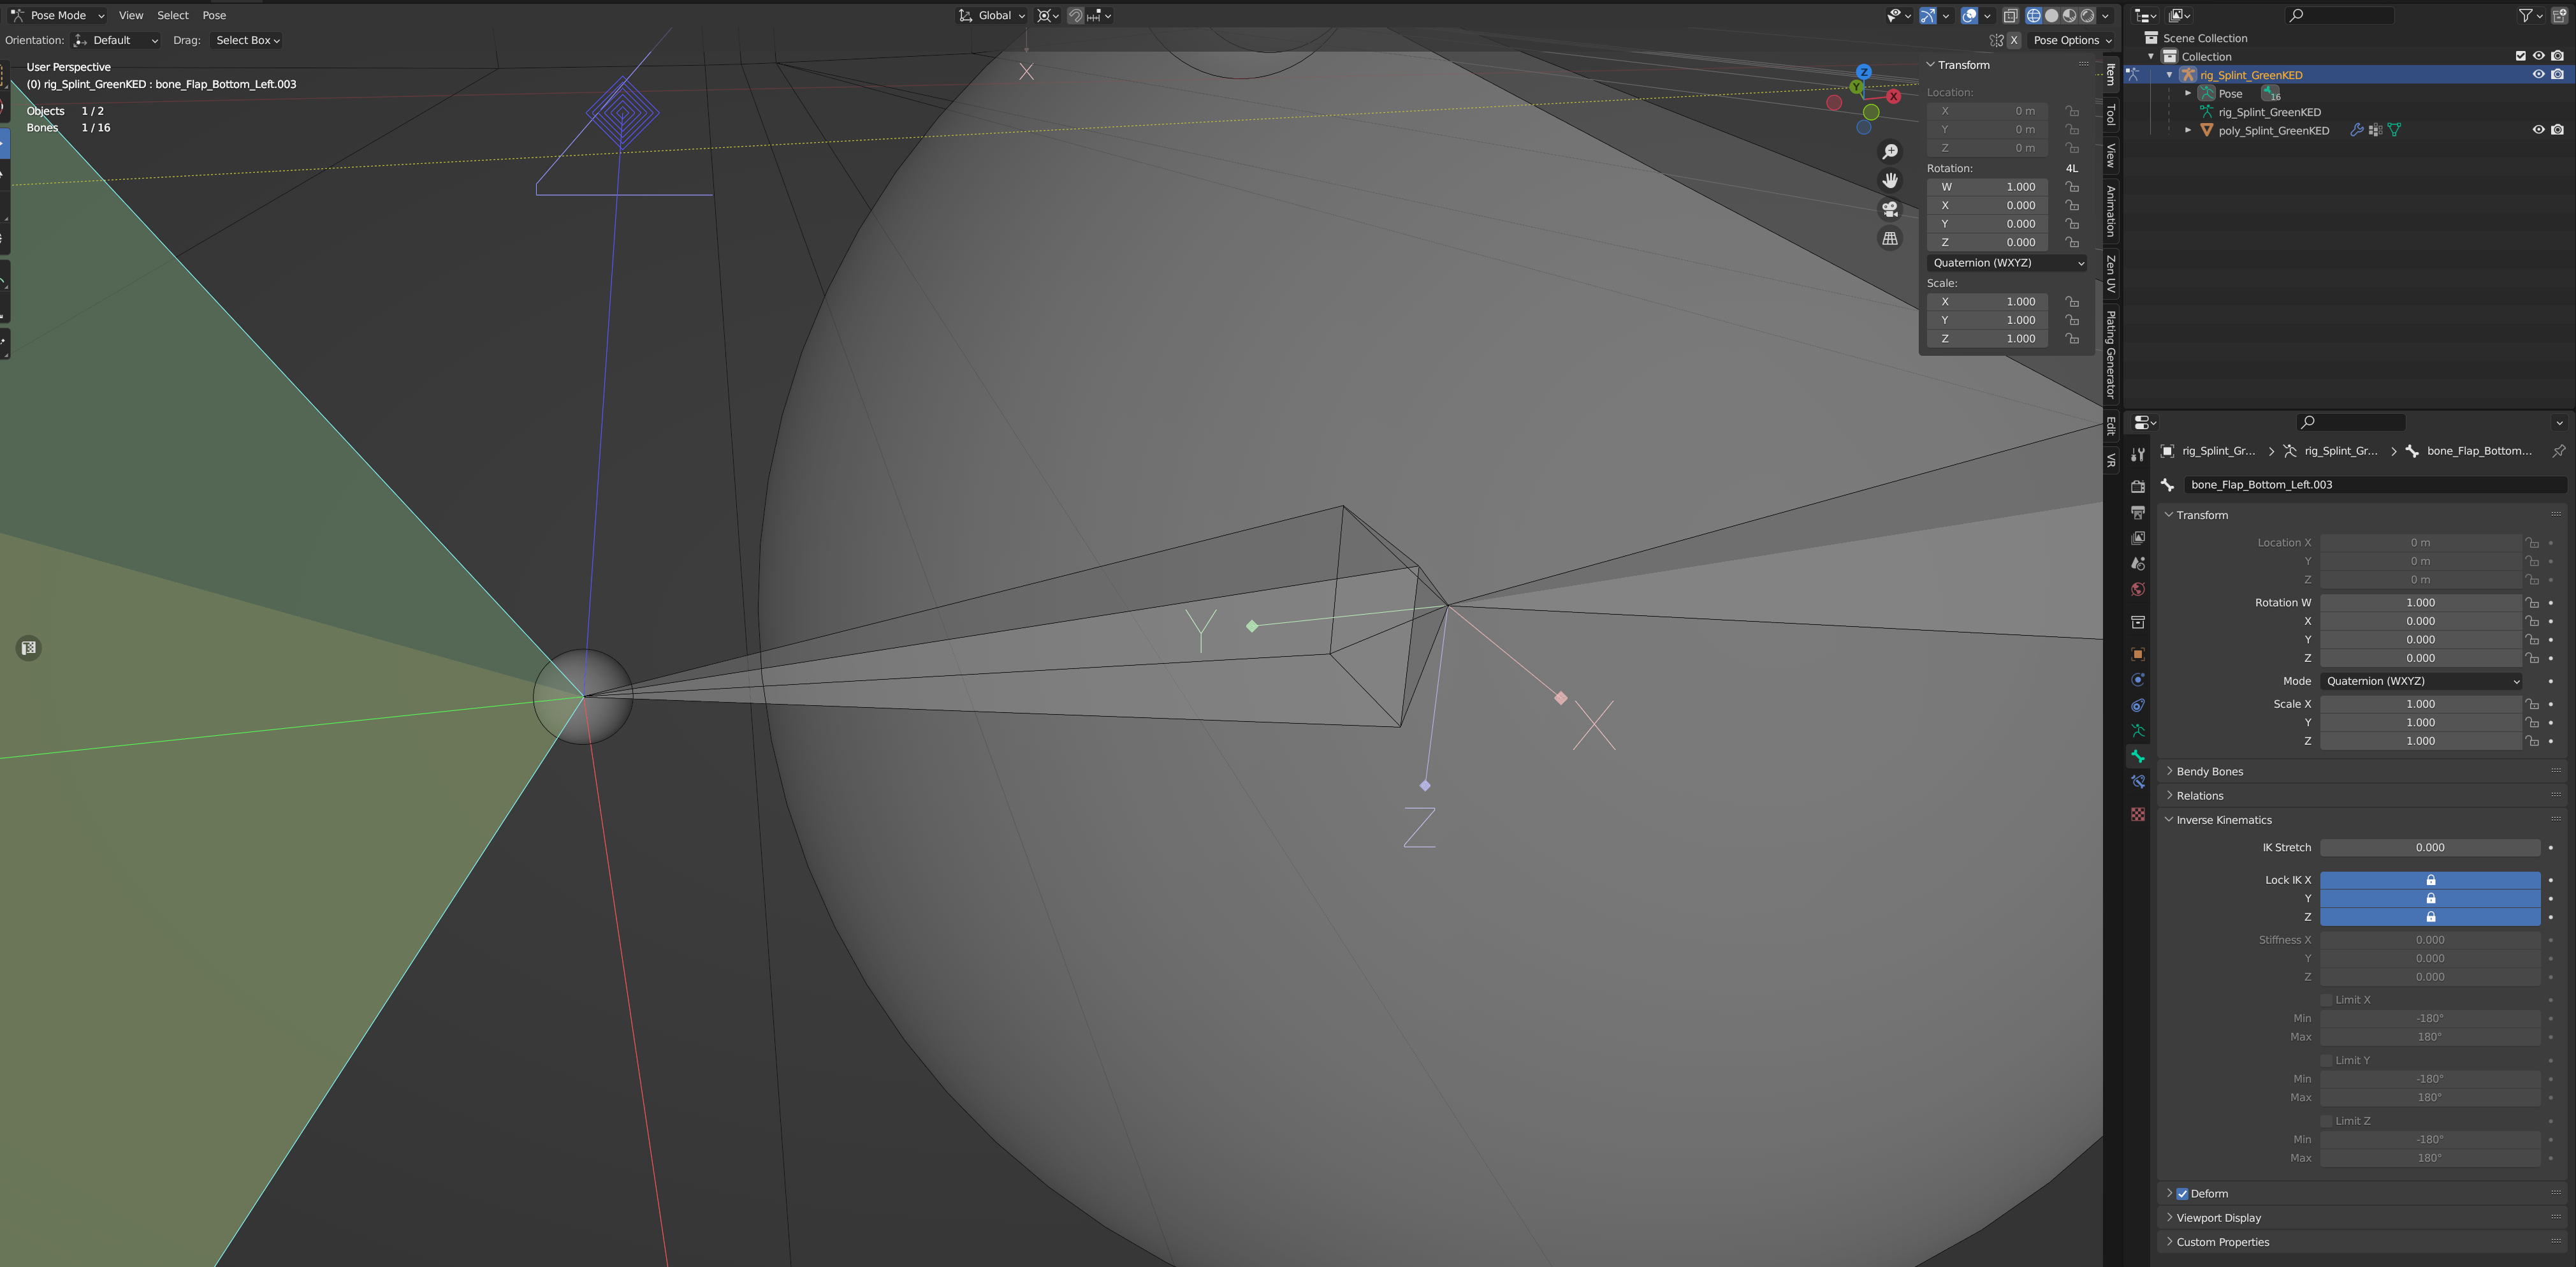 Pose Mode View Select Pose Global
Orientation: Default Drag: Select Box X Pose Options
User Perspective
(0) rig_Splint_GreenKED : bone_Flap_Bottom_Left.003
Objects 1 / 2
Bones 1 / 16
X
Y
X
Z
Z
Y
X
Transform
Location:
X 0 m
Y 0 m
Z 0 m
Rotation: 4L
W 1.000
X 0.000
Y 0.000
Z 0.000
Quaternion (WXYZ)
Scale:
X 1.000
Y 1.000
Z 1.000
Item
Tool
View
Animation
Zen UV
Plating Generator
Edit
VR
Scene Collection
Collection
rig_Splint_GreenKED
Pose 16
rig_Splint_GreenKED
poly_Splint_GreenKED
rig_Splint_Gr... rig_Splint_Gr... bone_Flap_Bottom...
bone_Flap_Bottom_Left.003
Transform
Location X 0 m
Y 0 m
Z 0 m
Rotation W 1.000
X 0.000
Y 0.000
Z 0.000
Mode Quaternion (WXYZ)
Scale X 1.000
Y 1.000
Z 1.000
Bendy Bones
Relations
Inverse Kinematics
IK Stretch 0.000
Lock IK X
Y
Z
Stiffness X 0.000
Y 0.000
Z 0.000
Limit X
Min -180°
Max 180°
Limit Y
Min -180°
Max 180°
Limit Z
Min -180°
Max 180°
Deform
Viewport Display
Custom Properties